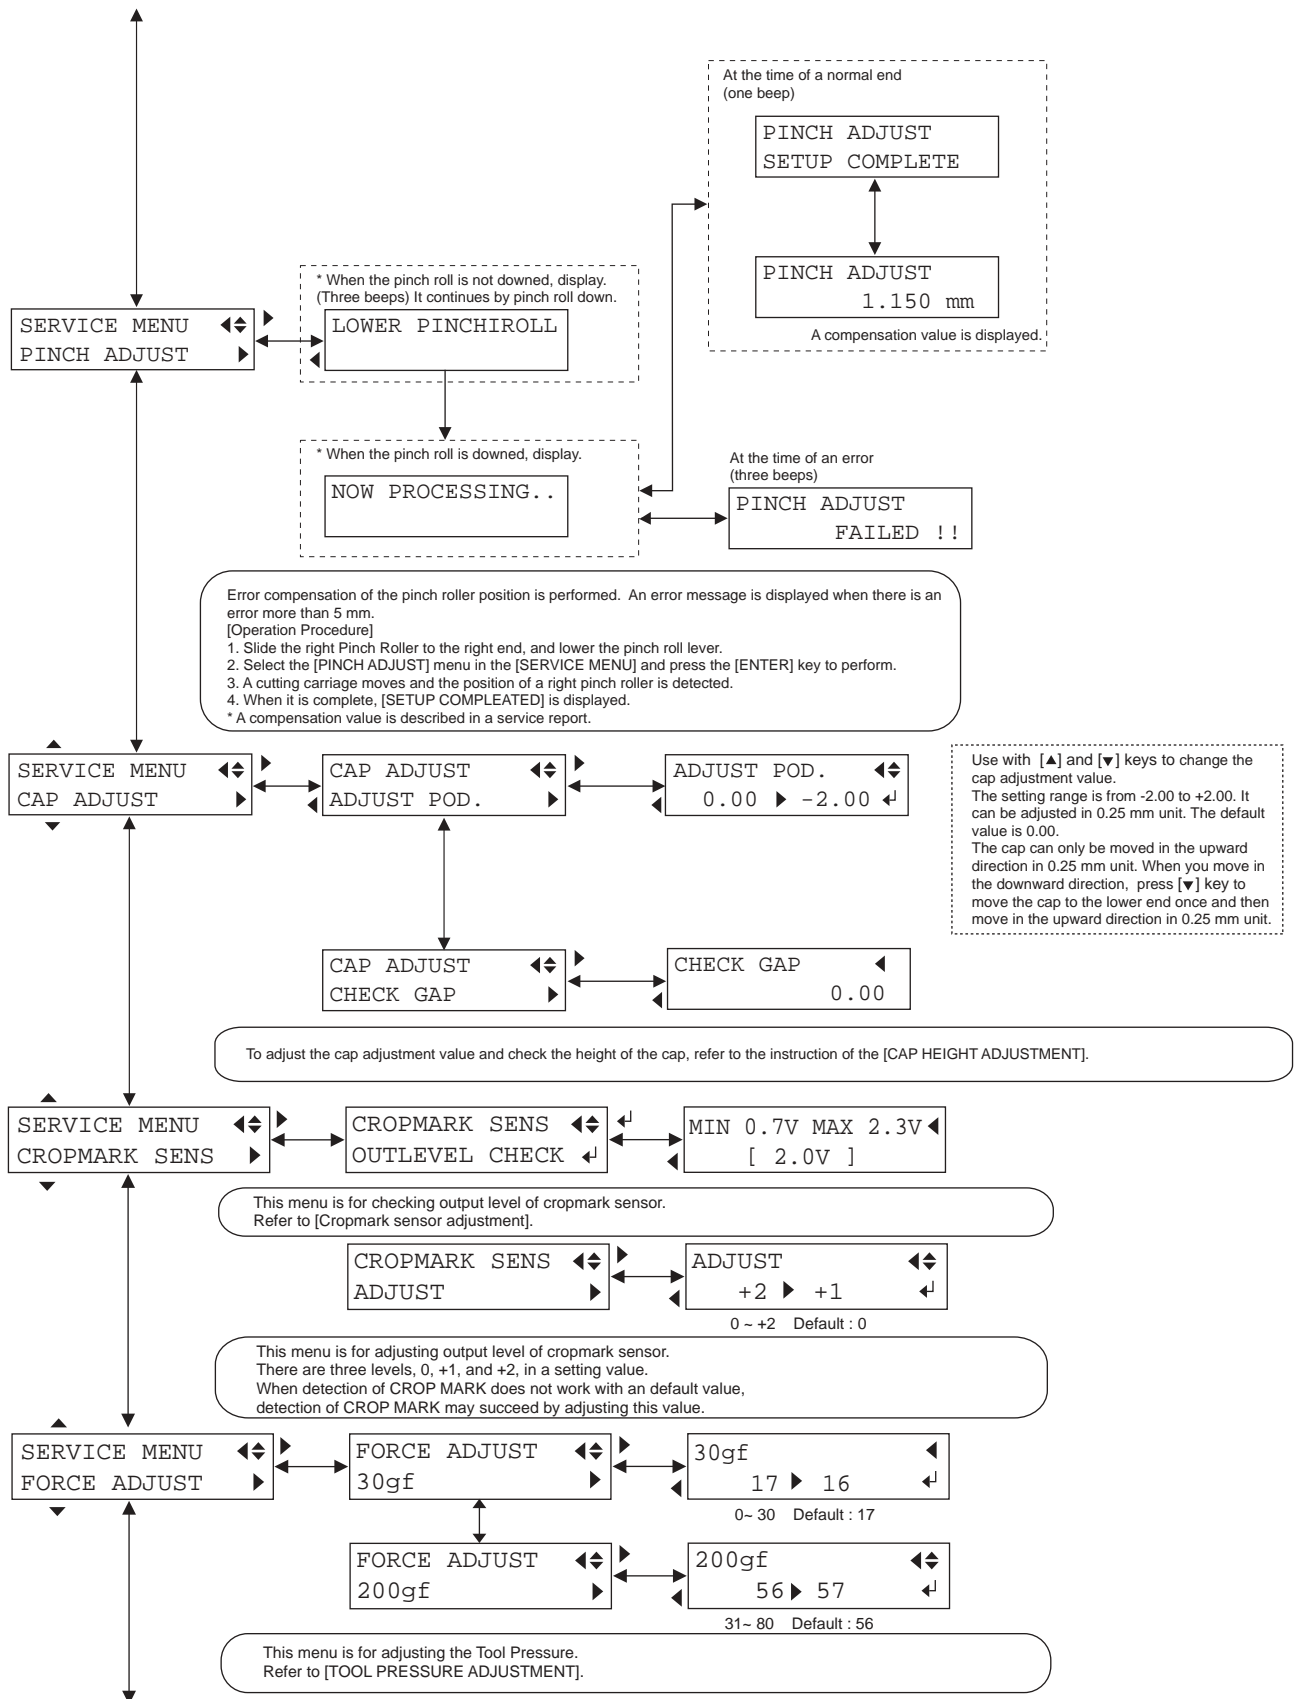 At the time of a normal end
(one beep)
PINCH ADJUST
SETUP COMPLETE
PINCH ADJUST
1.150 mm
A compensation value is displayed.
* When the pinch roll is not downed, display.
(Three beeps) It continues by pinch roll down.
SERVICE MENU ◀◆ ▶
PINCH ADJUST ▶
LOWER PINCHIROLL
◀
* When the pinch roll is downed, display.
NOW PROCESSING..
At the time of an error
(three beeps)
PINCH ADJUST
FAILED !!
Error compensation of the pinch roller position is performed.  An error message is displayed when there is an
error more than 5 mm.
[Operation Procedure]
1. Slide the right Pinch Roller to the right end, and lower the pinch roll lever.
2. Select the [PINCH ADJUST] menu in the [SERVICE MENU] and press the [ENTER] key to perform.
3. A cutting carriage moves and the position of a right pinch roller is detected.
4. When it is complete, [SETUP COMPLEATED] is displayed.
* A compensation value is described in a service report.
SERVICE MENU
CAP ADJUST ▶
CAP ADJUST
ADJUST POD. ▶
ADJUST POD.
0.00 ▶ -2.00 ↵
Use with [▲] and [▼] keys to change the
cap adjustment value.
The setting range is from -2.00 to +2.00. It
can be adjusted in 0.25 mm unit. The default
value is 0.00.
The cap can only be moved in the upward
direction in 0.25 mm unit. When you move in
the downward direction,  press [▼] key to
move the cap to the lower end once and then
move in the upward direction in 0.25 mm unit.
CAP ADJUST
CHECK GAP ▶
CHECK GAP ◀
0.00
To adjust the cap adjustment value and check the height of the cap, refer to the instruction of the [CAP HEIGHT ADJUSTMENT].
SERVICE MENU
CROPMARK SENS ▶
CROPMARK SENS
OUTLEVEL CHECK ↵
MIN 0.7V MAX 2.3V◀
[ 2.0V ]
This menu is for checking output level of cropmark sensor.
Refer to [Cropmark sensor adjustment].
CROPMARK SENS
ADJUST ▶
ADJUST
+2 ▶ +1 ↵
0 ~ +2 Default : 0
This menu is for adjusting output level of cropmark sensor.
There are three levels, 0, +1, and +2, in a setting value.
When detection of CROP MARK does not work with an default value,
detection of CROP MARK may succeed by adjusting this value.
SERVICE MENU
FORCE ADJUST ▶
FORCE ADJUST
30gf ▶
30gf ◀
17 ▶ 16 ↵
0~ 30 Default : 17
FORCE ADJUST
200gf ▶
200gf
56▶ 57 ↵
31~ 80 Default : 56
This menu is for adjusting the Tool Pressure.
Refer to [TOOL PRESSURE ADJUSTMENT].